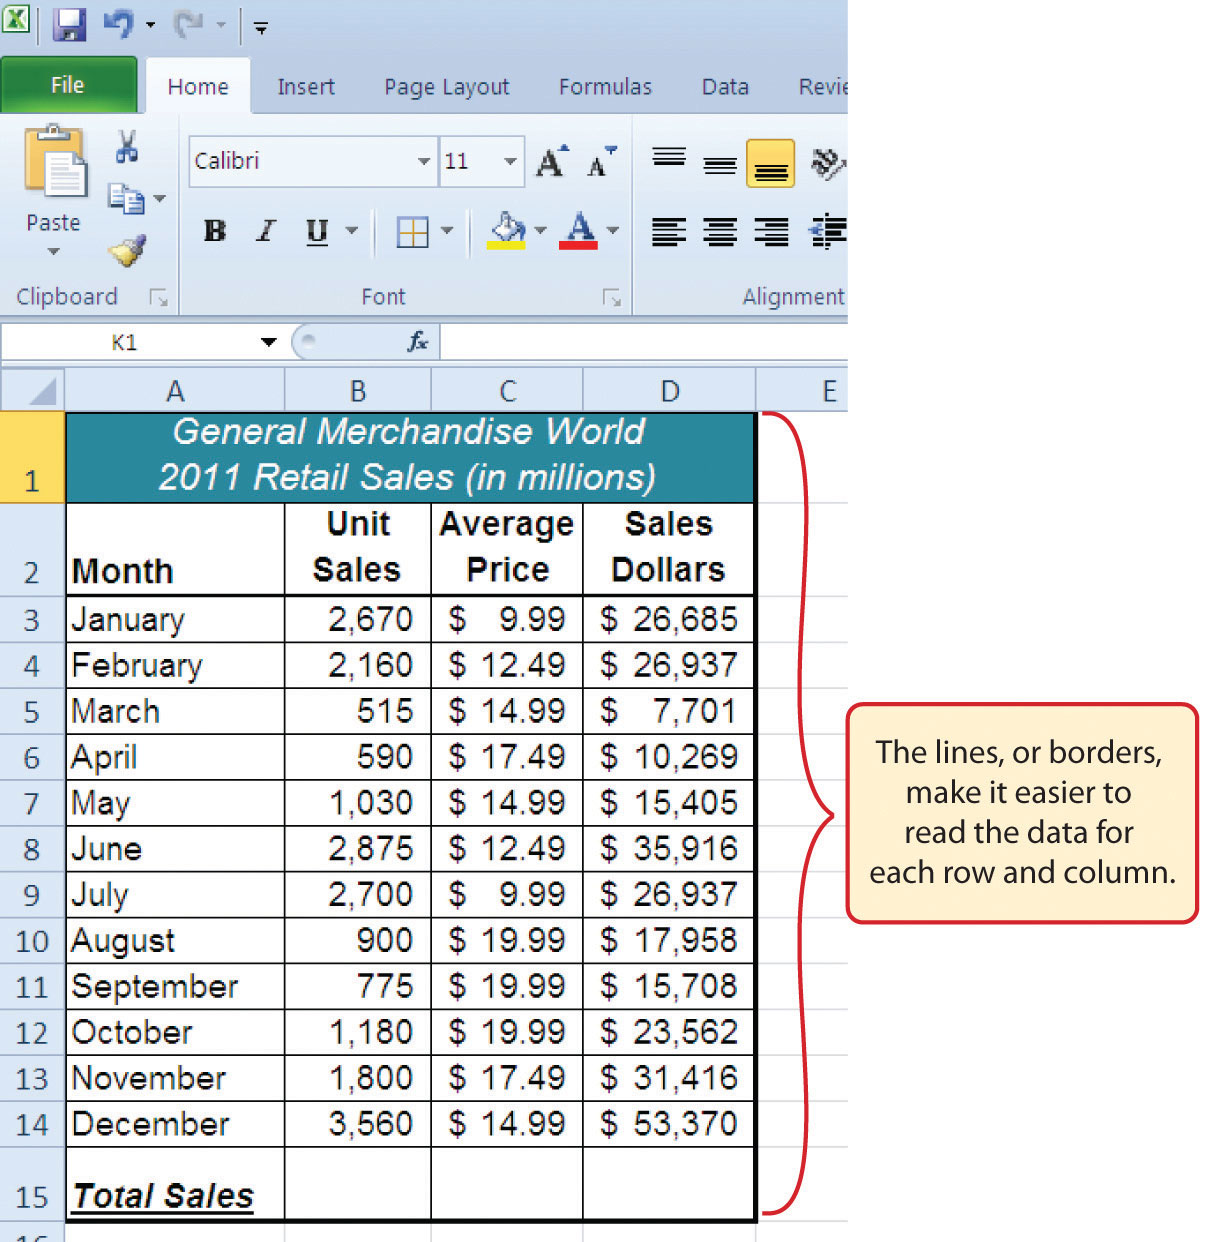 File Home Insert Page Layout Formulas Data
Calibri 11 A A
Paste
B I U A
Clipboard Font Alignment
K1 fx
A B C D E
General Merchandise World
1 2011 Retail Sales (in millions)
Unit Average Sales
2 Month Sales Price Dollars
3 January 2,670 $ 9.99 $ 26,685
4 February 2,160 $ 12.49 $ 26,937
5 March 515 $ 14.99 $ 7,701
6 April 590 $ 17.49 $ 10,269
7 May 1,030 $ 14.99 $ 15,405
8 June 2,875 $ 12.49 $ 35,916
9 July 2,700 $ 9.99 $ 26,937
10 August 900 $ 19.99 $ 17,958
11 September 775 $ 19.99 $ 15,708
12 October 1,180 $ 19.99 $ 23,562
13 November 1,800 $ 17.49 $ 31,416
14 December 3,560 $ 14.99 $ 53,370
15 Total Sales
The lines, or borders,
make it easier to
read the data for
each row and column.